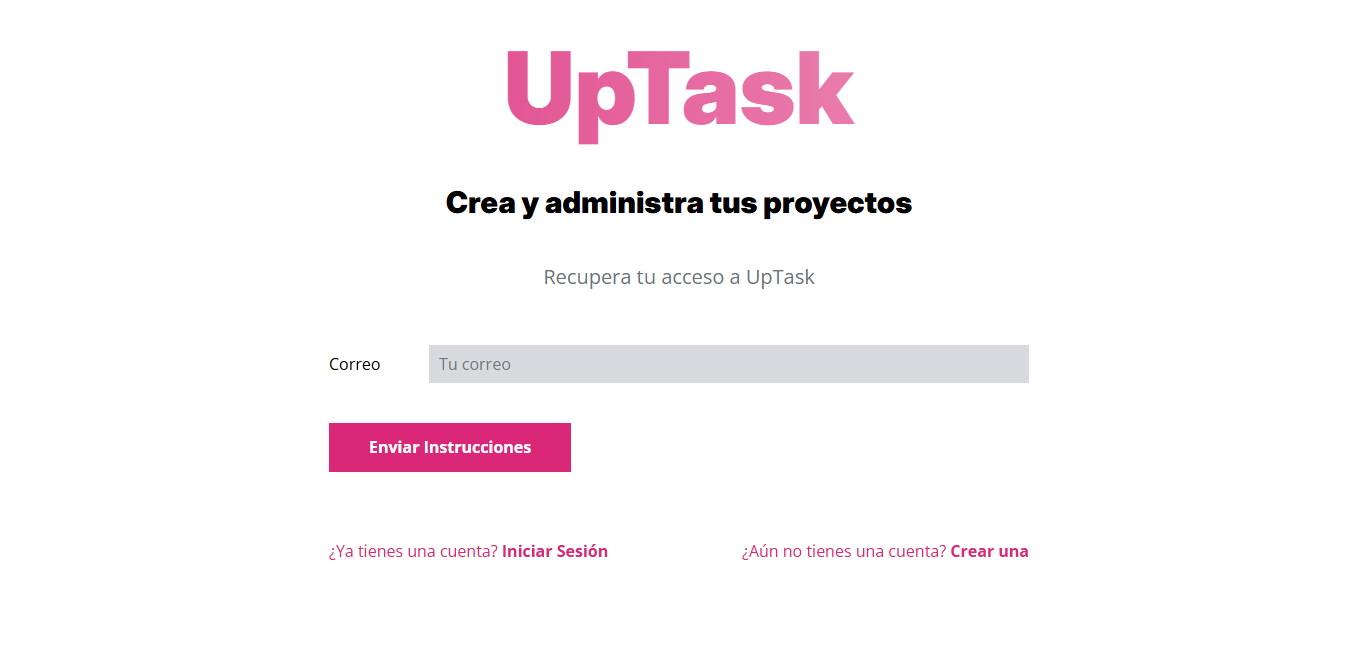 UpTask
Crea y administra tus proyectos
Recupera tu acceso a UpTask
Correo Tu correo
Enviar Instrucciones
¿Ya tienes una cuenta? Iniciar Sesión ¿Aún no tienes una cuenta? Crear una